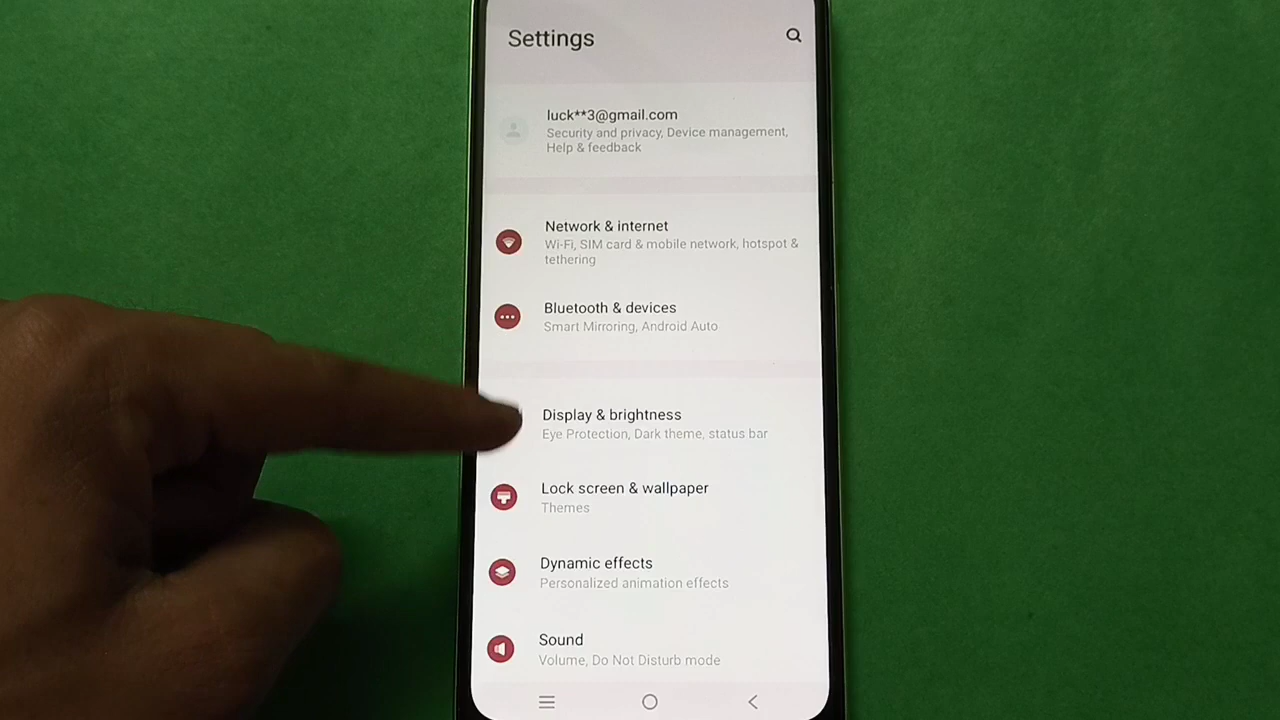 Settings
luck**3@gmail.com
Security and privacy, Device management,
Help & feedback
Network & internet
Wi-Fi, SIM card & mobile network, hotspot &
tethering
Bluetooth & devices
Smart Mirroring, Android Auto
Display & brightness
Eye Protection, Dark theme, status bar
Lock screen & wallpaper
Themes
Dynamic effects
Personalized animation effects
Sound
Volume, Do Not Disturb mode